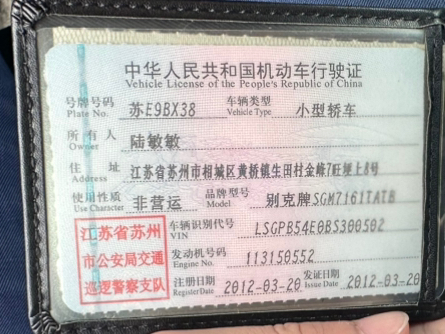 中华人民共和国机动车行驶证
Vehicle License of the People's Republic of China
号牌号码 Plate No. 苏E9BX38 车辆类型 Vehicle Type 小型轿车
所有人 Owner 陆敏敏
住址 Address 江苏省苏州市相城区黄桥镇生田村金峰7旺埂上8号
使用性质 Use Character 非营运 品牌型号 Model 别克牌SGM7161TATB
车辆识别代号 VIN LSGPB54E0BS300502
发动机号码 Engine No. 113150552
注册日期 Register Date 2012-03-20 发证日期 Issue Date 2012-03-20
江苏省苏州
市公安局交通
巡逻警察支队